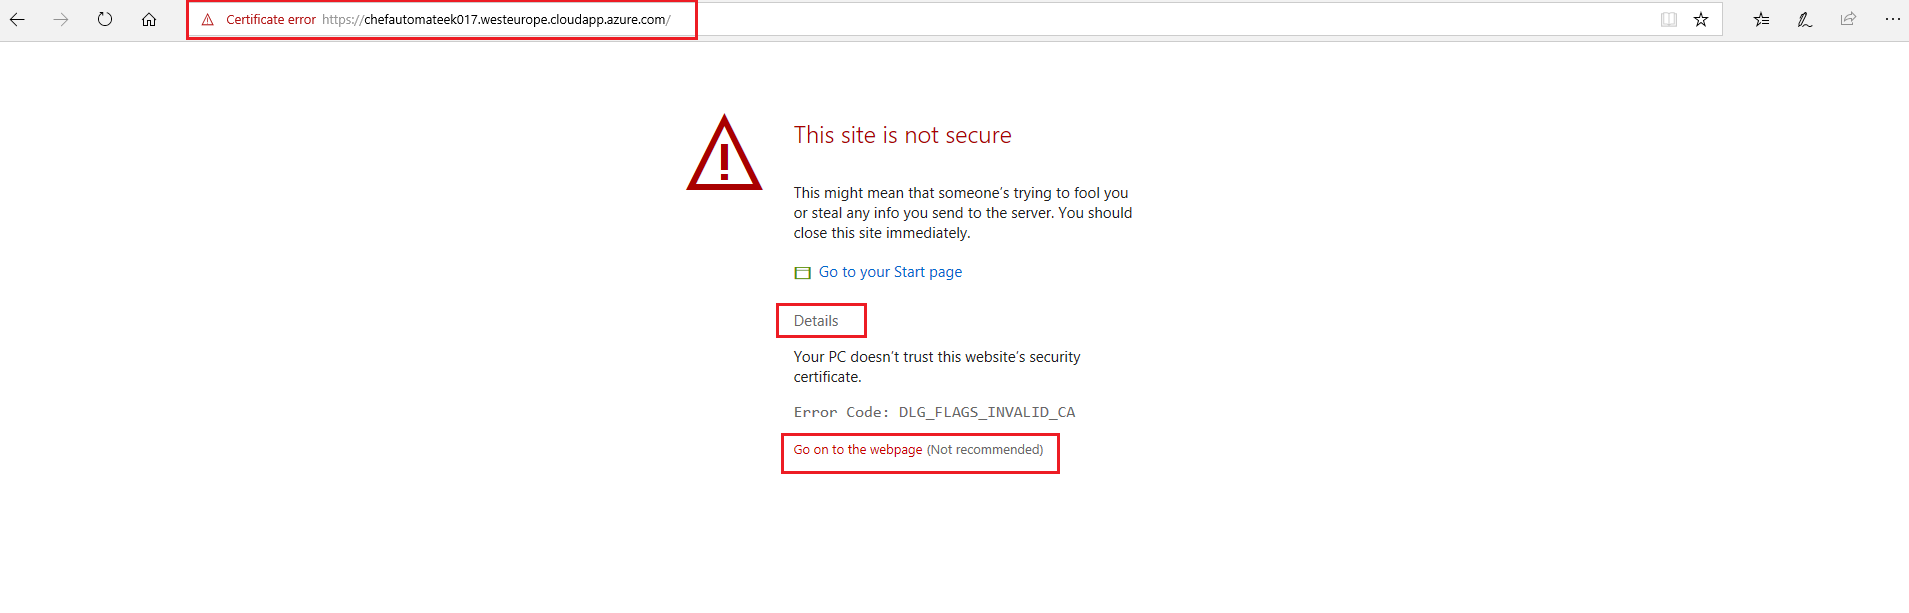 Certificate error https://chefautomateek017.westeurope.cloudapp.azure.com/
This site is not secure
This might mean that someone’s trying to fool you
or steal any info you send to the server. You should
close this site immediately.
Go to your Start page
Details
Your PC doesn’t trust this website’s security
certificate.
Error Code: DLG_FLAGS_INVALID_CA
Go on to the webpage (Not recommended)